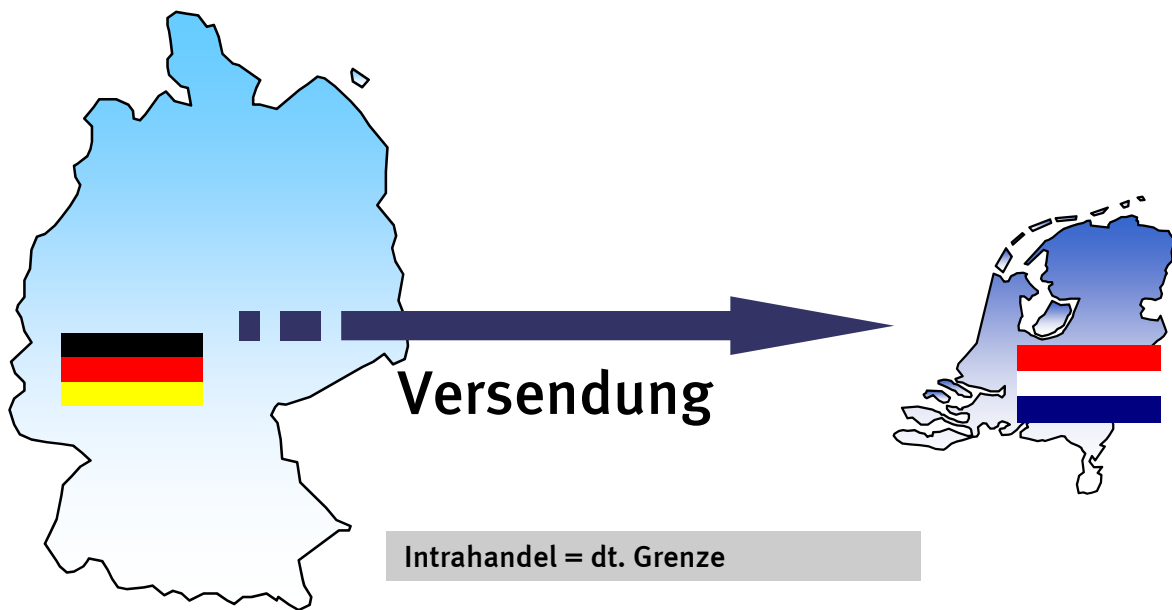 Versendung
Intrahandel = dt. Grenze